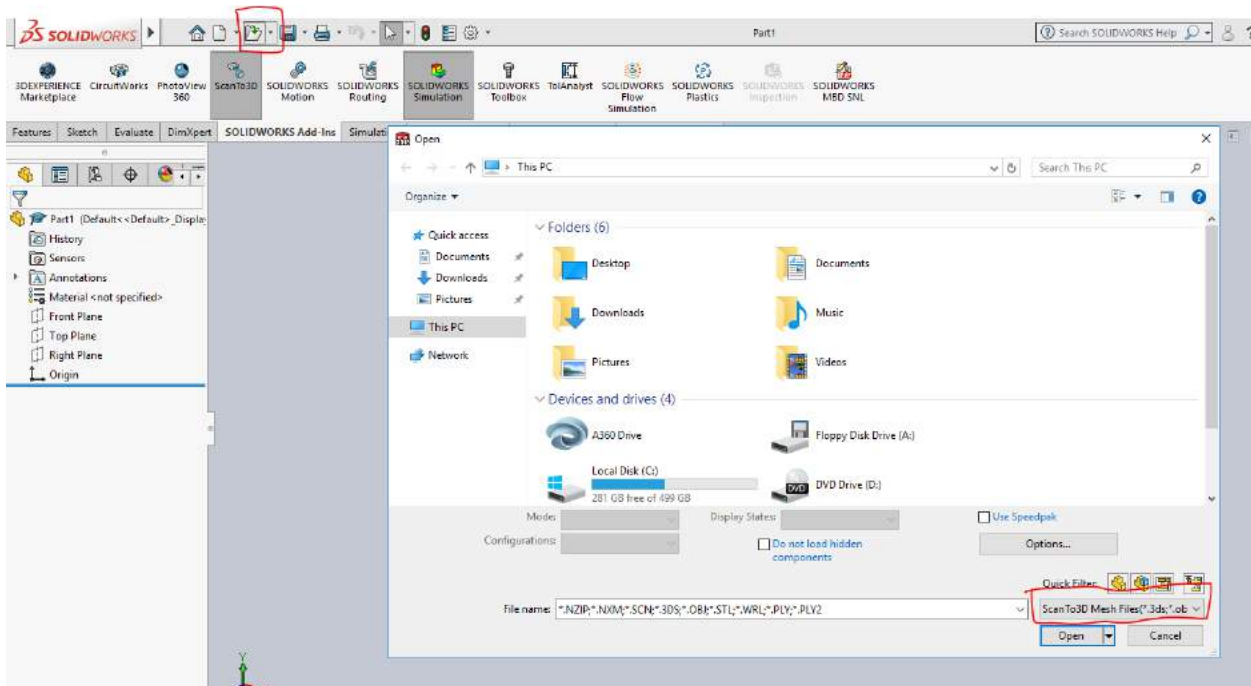 SOLIDWORKS
Part1
Search SOLIDWORKS Help
3DEXPERIENCE Marketplace
CircuitWorks
PhotoView 360
ScanTo3D
SOLIDWORKS Motion
SOLIDWORKS Routing
SOLIDWORKS Simulation
SOLIDWORKS Toolbox
TolAnalyst
SOLIDWORKS Flow Simulation
SOLIDWORKS Plastics
SOLIDWORKS Inspection
SOLIDWORKS MBD SNL
Features Sketch Evaluate DimXpert SOLIDWORKS Add-Ins Simulati
Part1 (Default<<Default>_Display
History
Sensors
Annotations
Material <not specified>
Front Plane
Top Plane
Right Plane
Origin
Y
Open
This PC
Search This PC
Organize
Quick access
Documents
Downloads
Pictures
This PC
Network
Folders (6)
Desktop
Documents
Downloads
Music
Pictures
Videos
Devices and drives (4)
A360 Drive
Floppy Disk Drive (A:)
Local Disk (C:)
281 GB free of 499 GB
DVD Drive (D:)
DVD
Mode:
Display States:
Use Speedpak
Configurations:
Do not load hidden
components
Options...
Quick Filter:
File name: *.NZIP;*.NXM;*.SCN;*.3DS;*.OBJ;*.STL;*.WRL;*.PLY;*.PLY2
ScanTo3D Mesh Files(*.3ds;*.ob
Open
Cancel